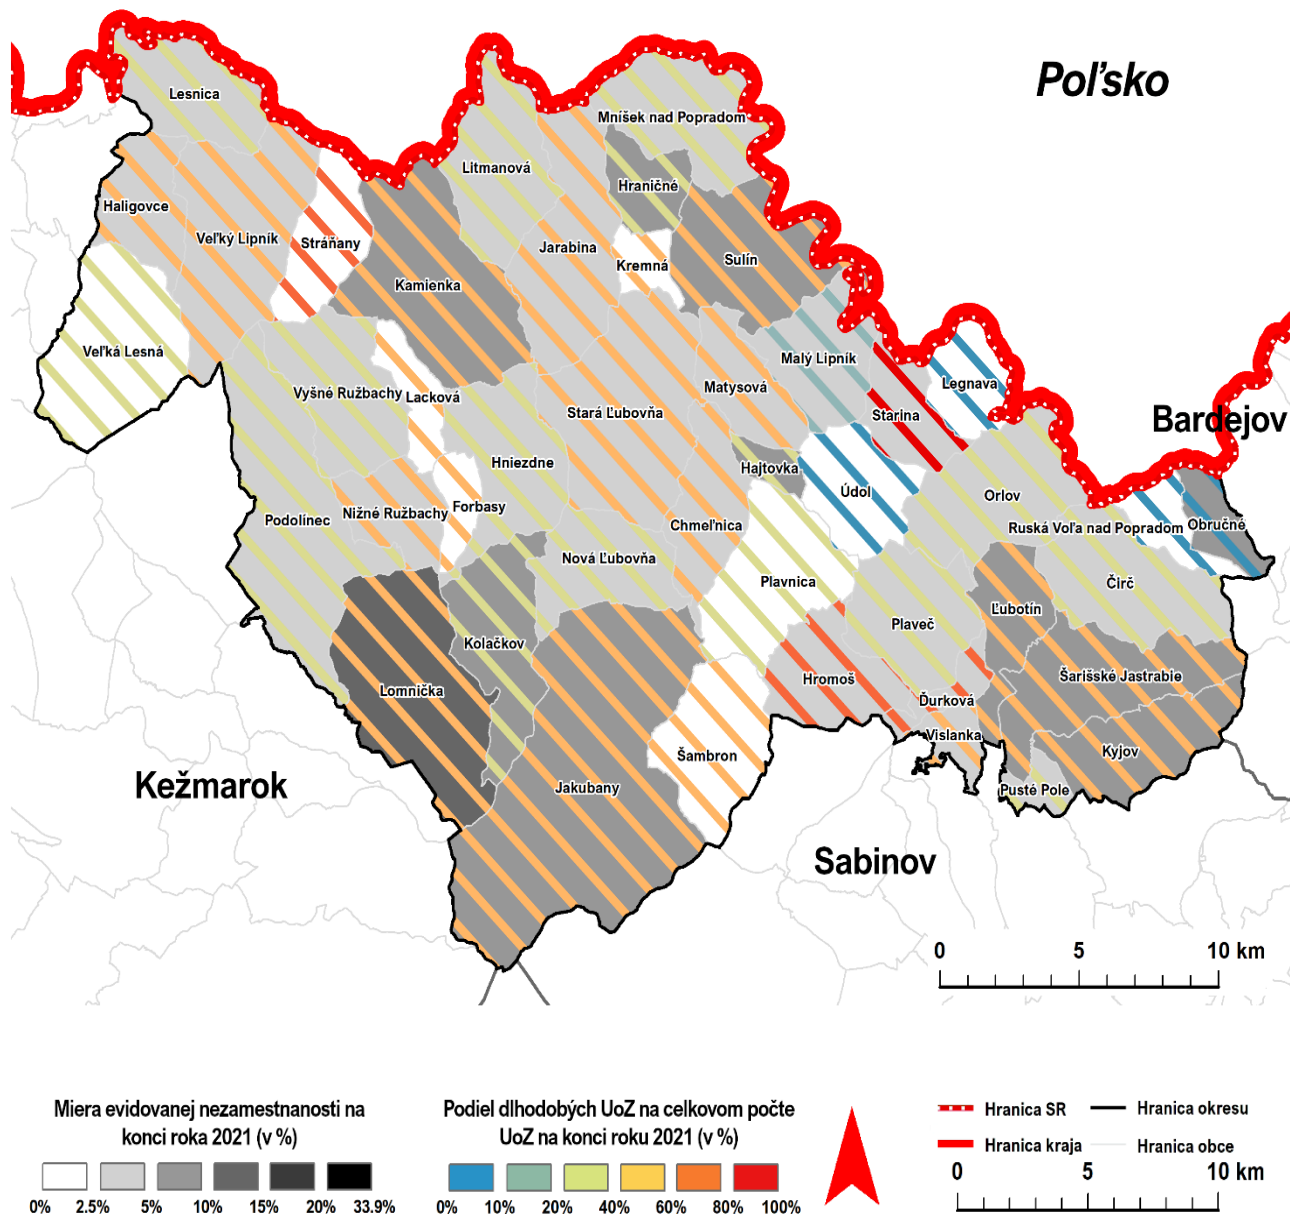 Poľsko
Lesnica
Mníšek nad Popradom
Litmanová
Hraničné
Haligovce
Veľký Lipník
Stráňany
Jarabina
Kremná
Sulín
Kamienka
Veľká Lesná
Malý Lipník
Legnava
Vyšné Ružbachy
Lacková
Matysová
Stará Ľubovňa
Starina
Bardejov
Hniezdne
Hajtovka
Údol
Orlov
Podolínec
Nižné Ružbachy
Forbasy
Chmeľnica
Ruská Voľa nad Popradom
Obručné
Nová Ľubovňa
Plavnica
Čirč
Ľubotín
Plaveč
Kolačkov
Lomnička
Hromoš
Šarišské Jastrabie
Ďurková
Vislanka
Kyjov
Šambron
Jakubany
Pusté Pole
Kežmarok
Sabinov
0 5 10 km
Miera evidovanej nezamestnanosti na
konci roka 2021 (v %)
0% 2.5% 5% 10% 15% 20% 33.9%
Podiel dlhodobých UoZ na celkovom počte
UoZ na konci roku 2021 (v %)
0% 10% 20% 40% 60% 80% 100%
Hranica SR
Hranica okresu
Hranica kraja
Hranica obce
0 5 10 km